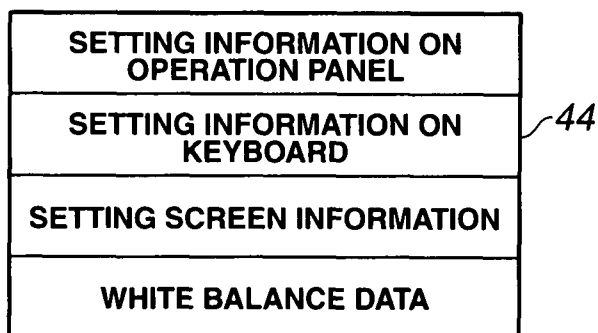 SETTING INFORMATION ON
OPERATION PANEL
SETTING INFORMATION ON
KEYBOARD
44
SETTING SCREEN INFORMATION
WHITE BALANCE DATA